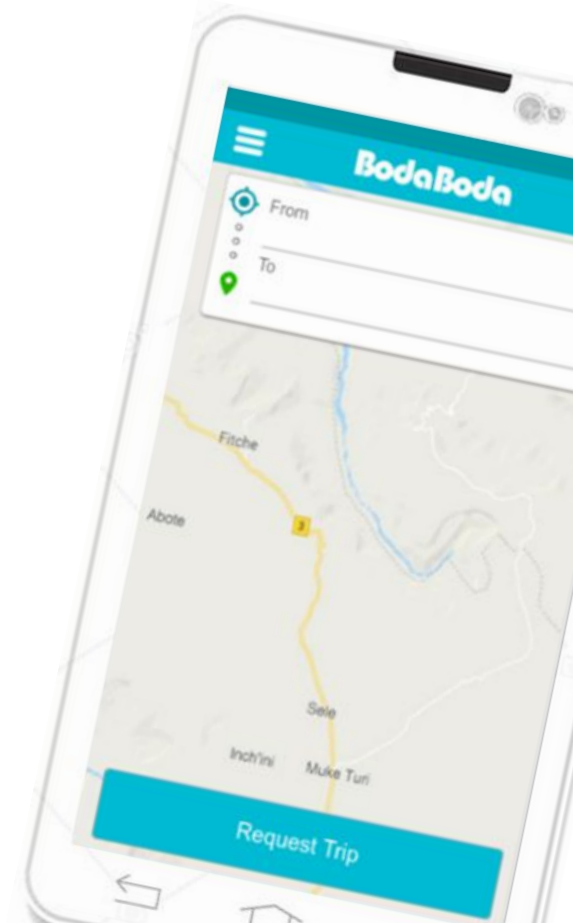 BodaBoda
From
To
Fitche
Abote
3
Sele
Inch'ini
Muke Turi
Request Trip